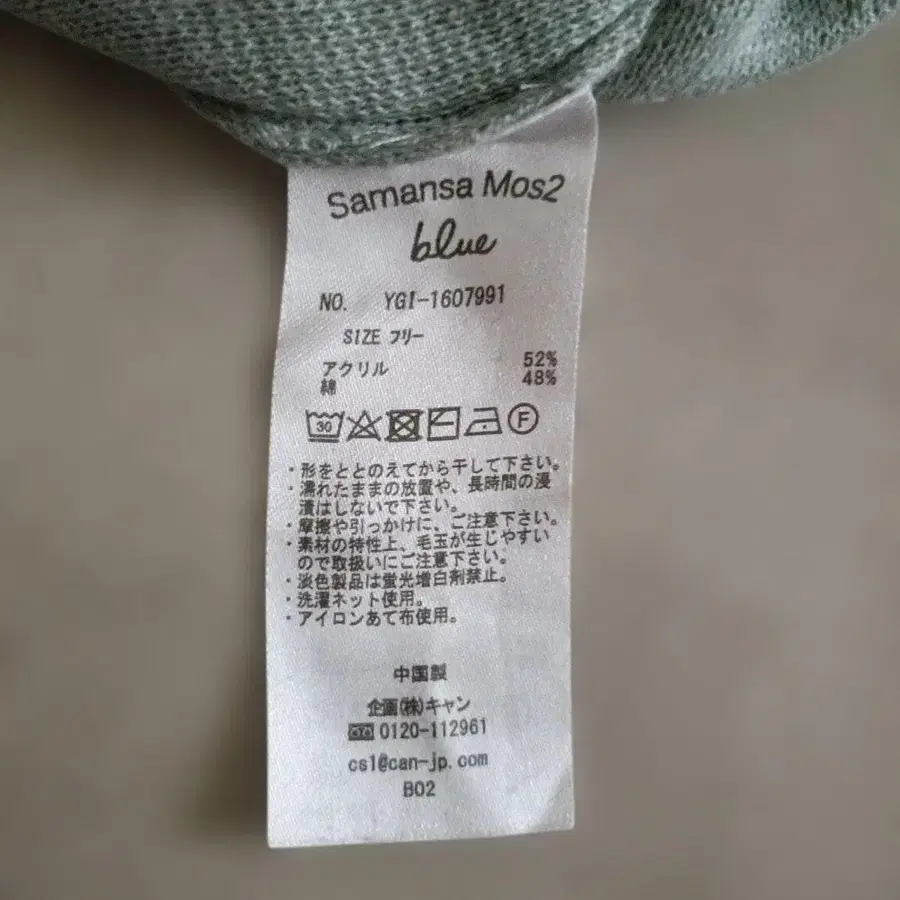 Samansa Mos2
blue
NO. YGI-1607991
SIZE フリー
アクリル 52%
綿 48%
30 F
・形をととのえてから干して下さい。
・濡れたままの放置や、長時間の浸
漬はしないで下さい。
・摩擦や引っかけに、ご注意下さい。
・素材の特性上、毛玉が生じやすい
ので取扱いにご注意下さい。
・淡色製品は蛍光増白剤禁止。
・洗濯ネット使用。
・アイロンあて布使用。
中国製
企画(株)キャン
0120-112961
cs1@can-jp.com
B02